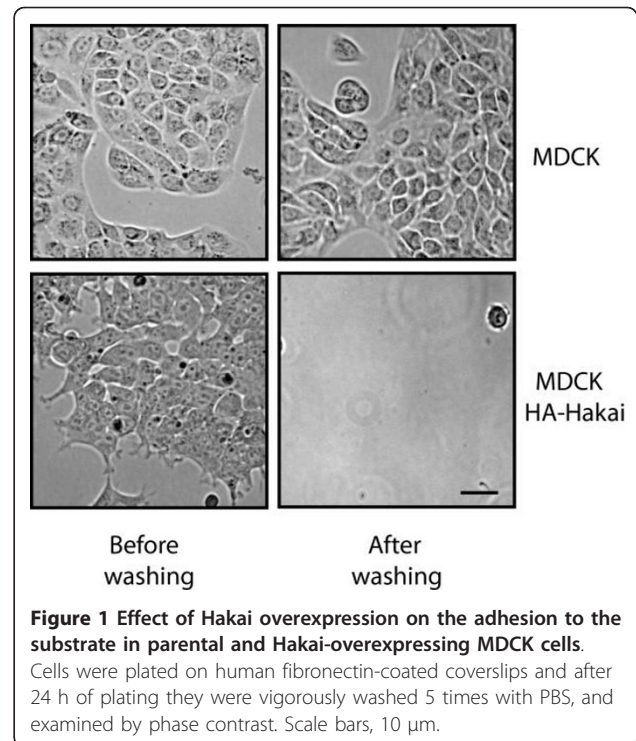 MDCK
MDCK
HA-Hakai
Before
washing
After
washing
Figure 1 Effect of Hakai overexpression on the adhesion to the
substrate in parental and Hakai-overexpressing MDCK cells.
Cells were plated on human fibronectin-coated coverslips and after
24 h of plating they were vigorously washed 5 times with PBS, and
examined by phase contrast. Scale bars, 10 μm.